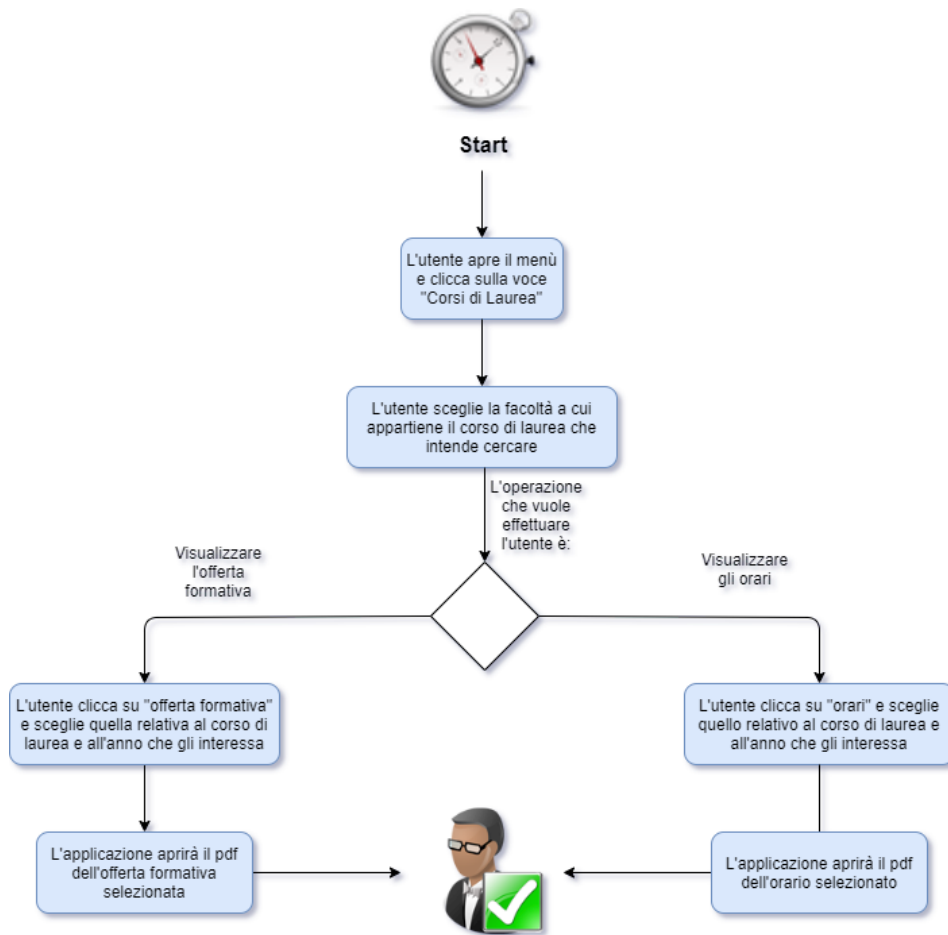 Start
L'utente apre il menù
e clicca sulla voce
"Corsi di Laurea"
L'utente sceglie la facoltà a cui
appartiene il corso di laurea che
intende cercare
L'operazione
che vuole
effettuare
l'utente è:
Visualizzare
l'offerta
formativa
Visualizzare
gli orari
L'utente clicca su "offerta formativa"
e sceglie quella relativa al corso di
laurea e all'anno che gli interessa
L'utente clicca su "orari" e sceglie
quello relativo al corso di laurea e
all'anno che gli interessa
L'applicazione aprirà il pdf
dell'offerta formativa
selezionata
L'applicazione aprirà il pdf
dell'orario selezionato